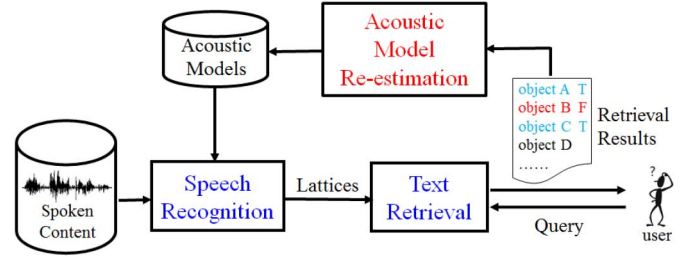 Acoustic
Models
Acoustic
Model
Re-estimation
object A T
object B F
object C T
object D
......
Retrieval
Results
Spoken
Content
Speech
Recognition
Lattices
Text
Retrieval
Query
?
user